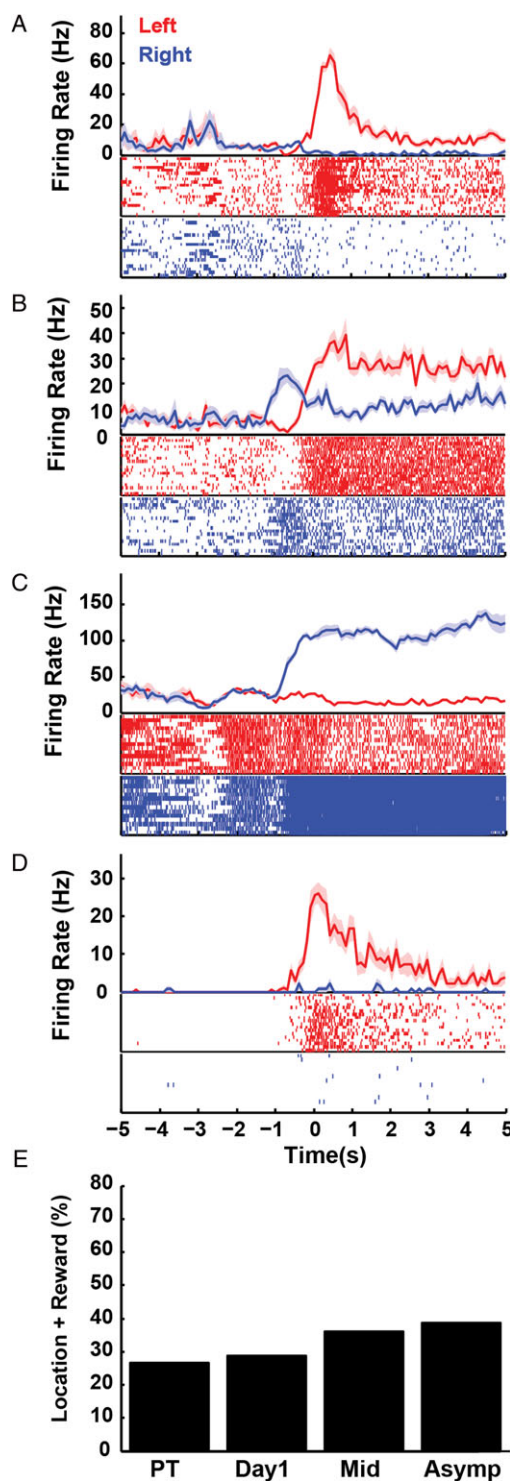 A
Left
Right
Firing Rate (Hz)
80
60
40
20
0
B
Firing Rate (Hz)
50
40
30
20
10
0
C
Firing Rate (Hz)
150
100
50
0
D
Firing Rate (Hz)
30
20
10
0
−5 −4 −3 −2 −1 0 1 2 3 4 5
Time(s)
E
Location + Reward (%)
80
70
60
50
40
30
20
10
0
PT Day1 Mid Asymp